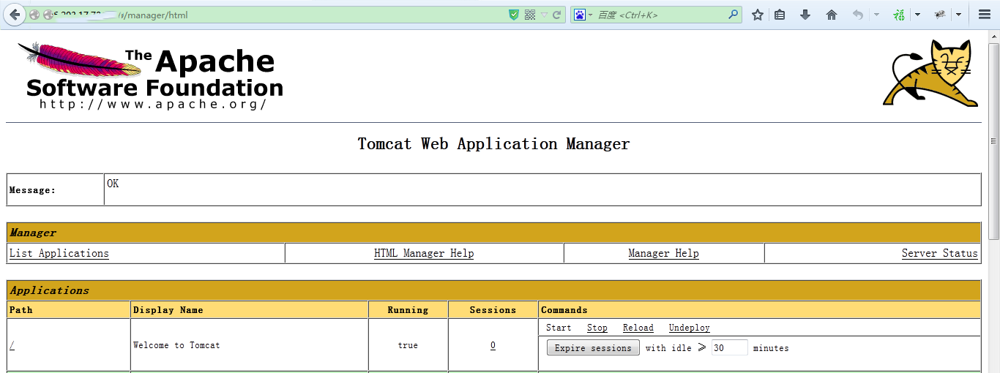 /manager/html
百度 <Ctrl+K>
The Apache
Software Foundation
http://www.apache.org/
Tomcat Web Application Manager
Message: OK
Manager
List Applications HTML Manager Help Manager Help Server Status
Applications
Path Display Name Running Sessions Commands
Start Stop Reload Undeploy
/ Welcome to Tomcat true 0
Expire sessions with idle ≥ 30 minutes